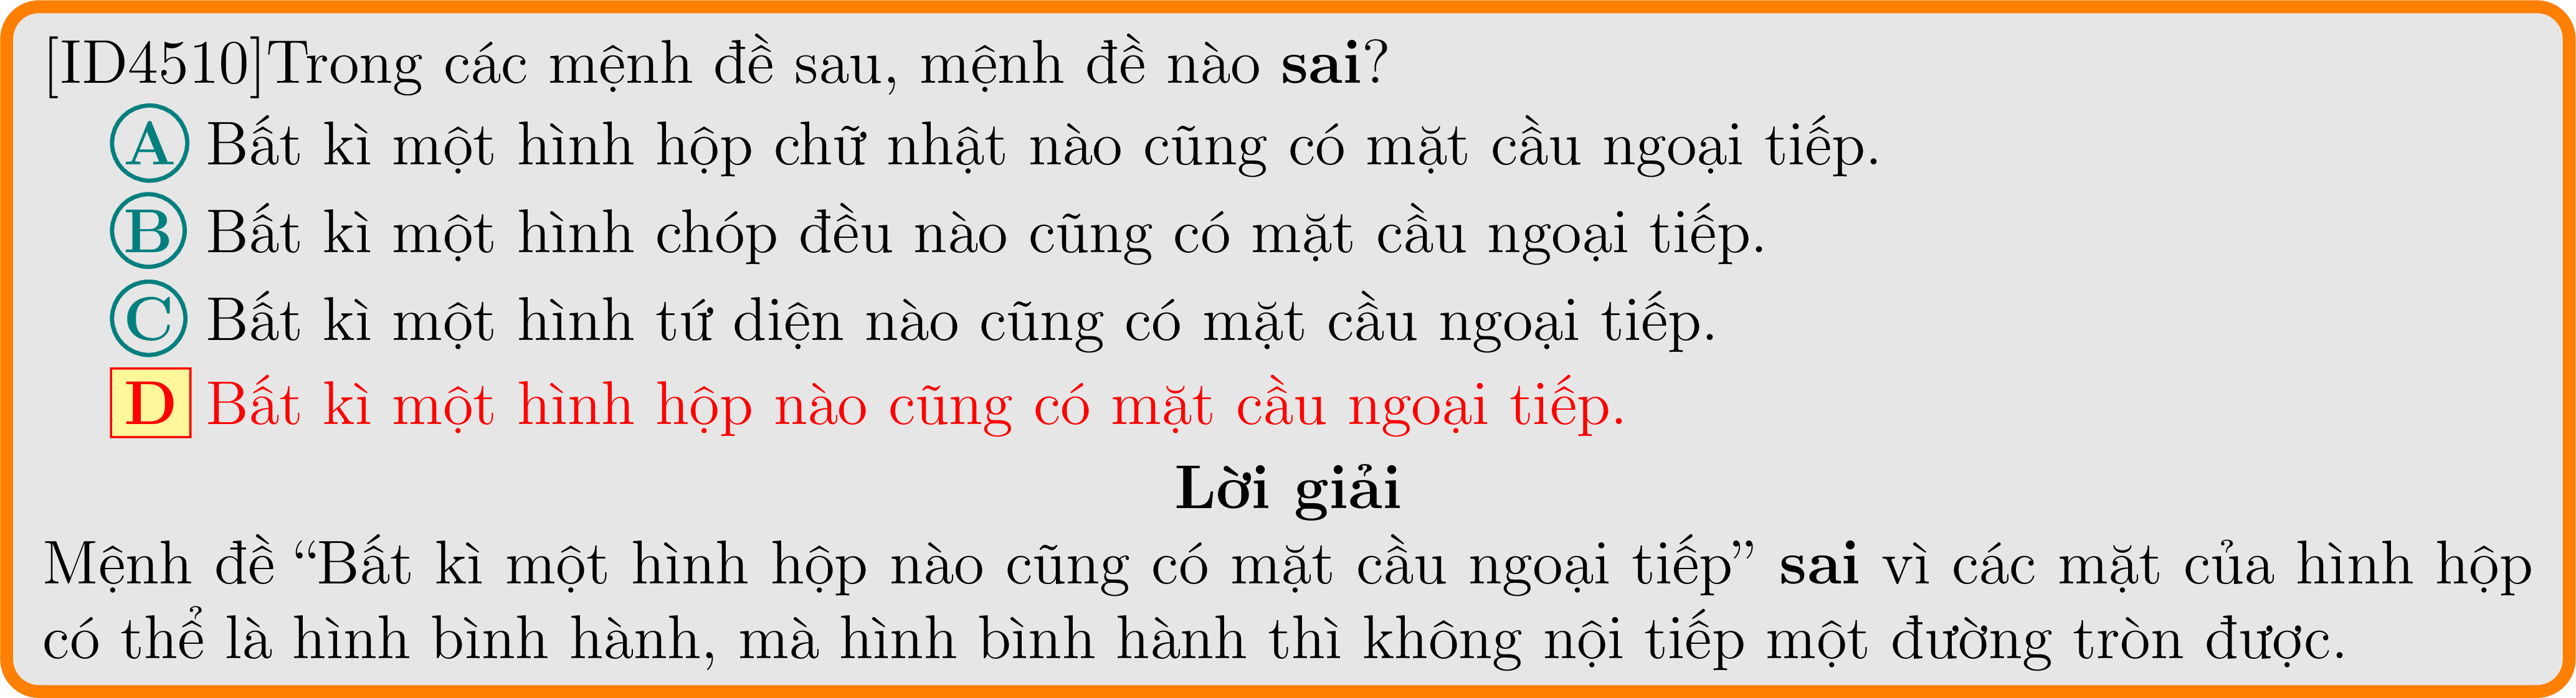 [ID4510]Trong các mệnh đề sau, mệnh đề nào sai?
A Bất kì một hình hộp chữ nhật nào cũng có mặt cầu ngoại tiếp.
B Bất kì một hình chóp đều nào cũng có mặt cầu ngoại tiếp.
C Bất kì một hình tứ diện nào cũng có mặt cầu ngoại tiếp.
D Bất kì một hình hộp nào cũng có mặt cầu ngoại tiếp.
Lời giải
Mệnh đề “Bất kì một hình hộp nào cũng có mặt cầu ngoại tiếp” sai vì các mặt của hình hộp
có thể là hình bình hành, mà hình bình hành thì không nội tiếp một đường tròn được.